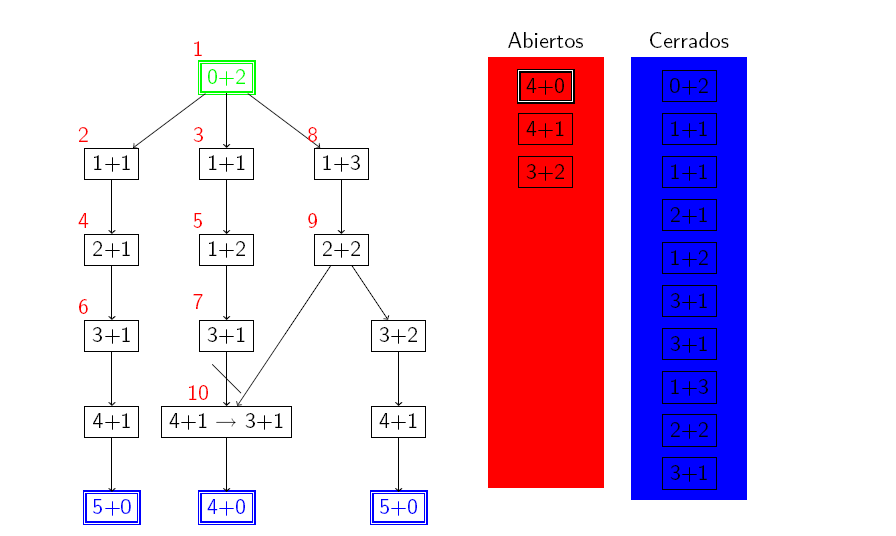 Abiertos Cerrados
1
0+2 4+0 0+2
2 3 8 4+1 1+1
1+1 1+1 1+3 3+2 1+1
4 5 9 2+1
2+1 1+2 2+2 1+2
6 7 3+1
3+1 3+1 3+2 3+1
10 1+3
4+1 4+1 → 3+1 4+1 2+2
3+1
5+0 4+0 5+0